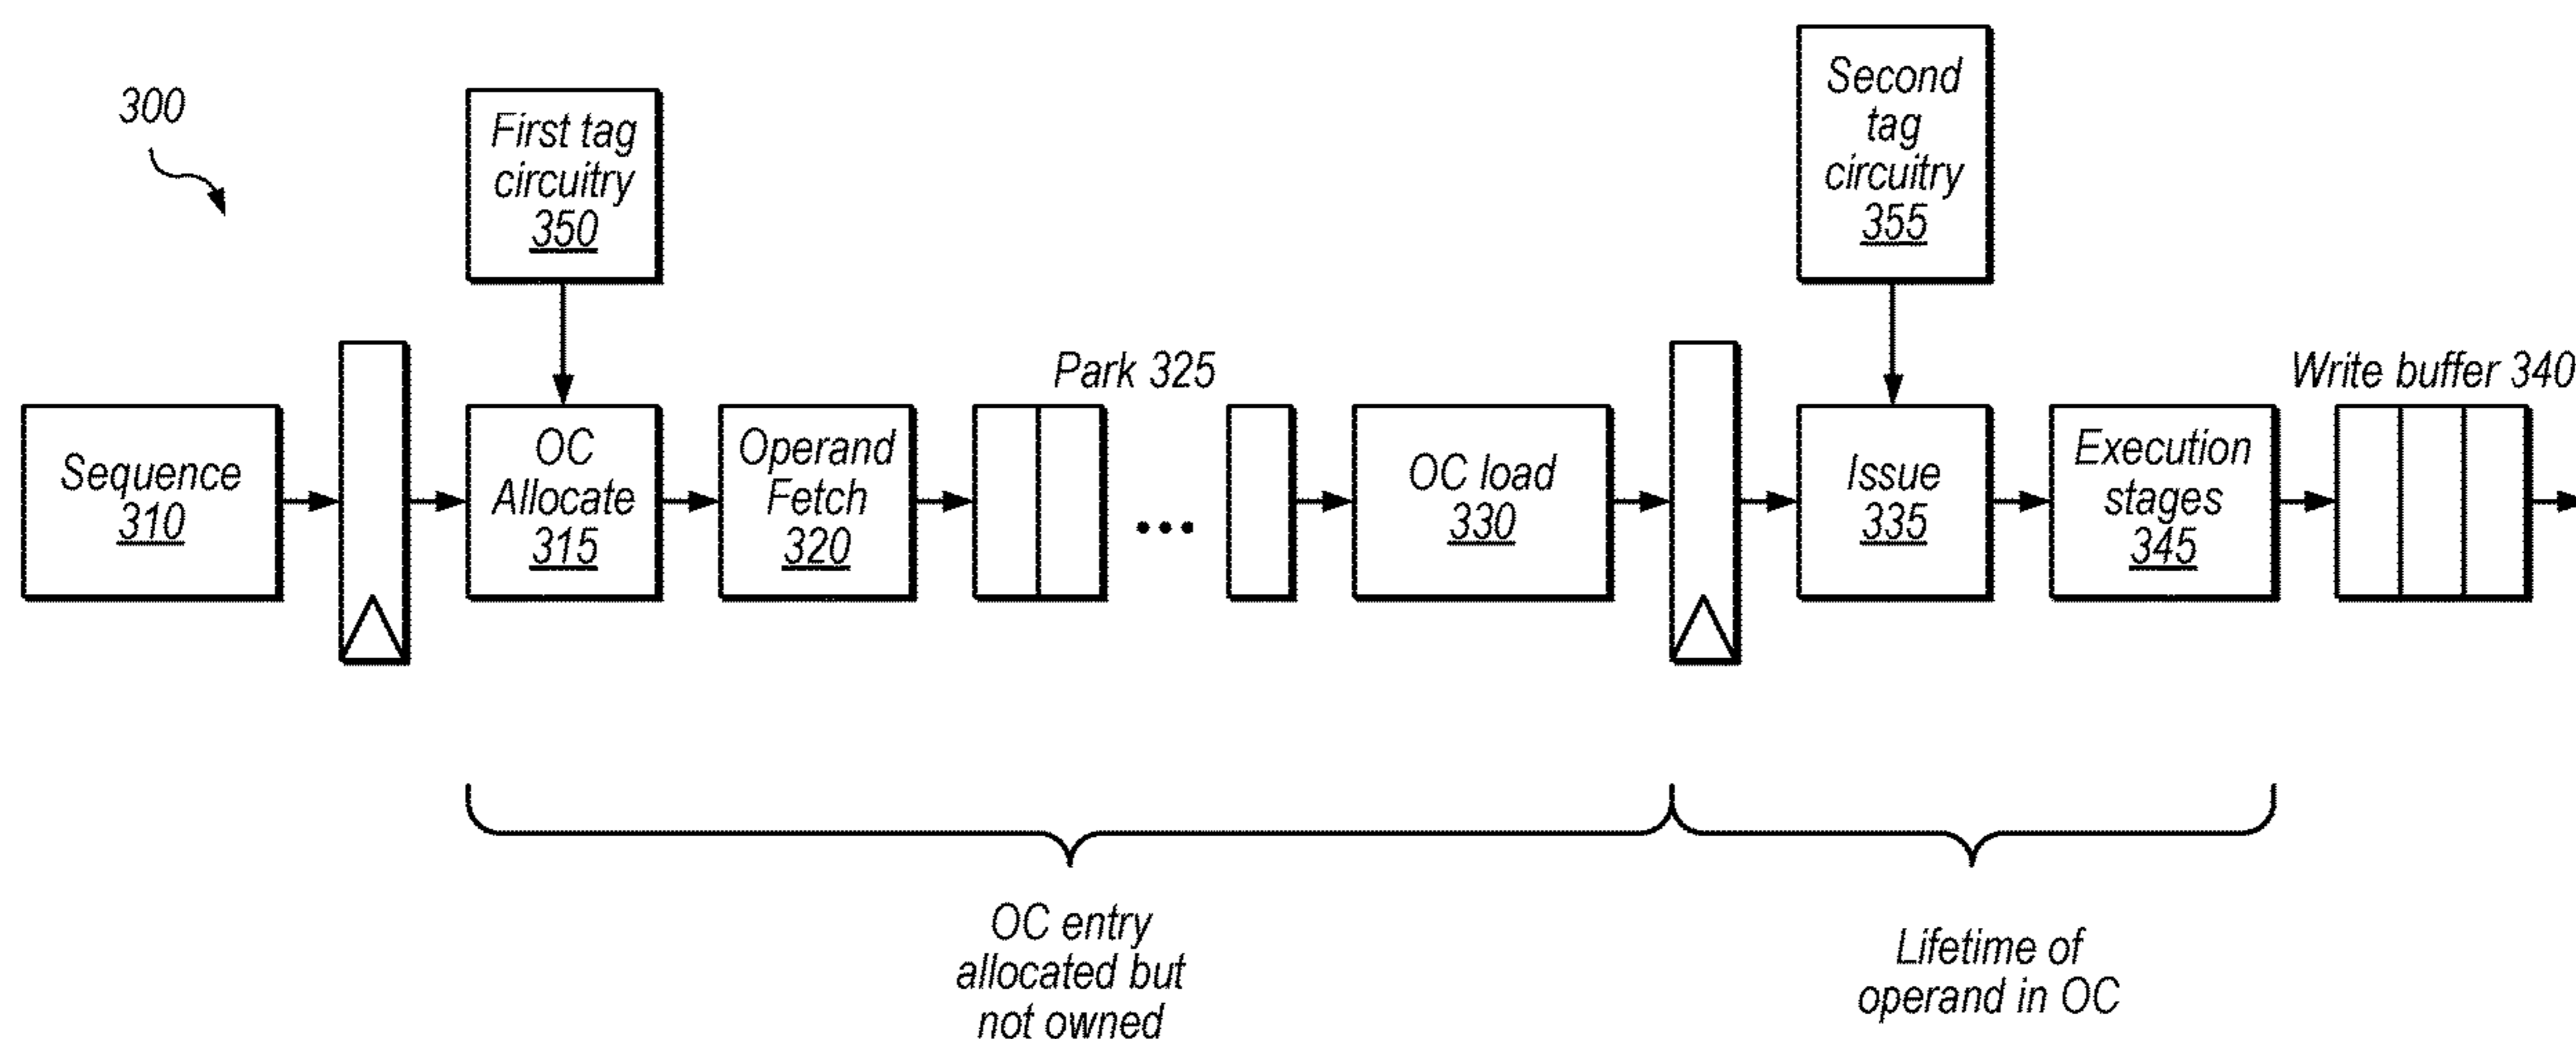 300
First tag
circuitry
350
Second
tag
circuitry
355
Park 325
Write buffer 340
Sequence
310
OC
Allocate
315
Operand
Fetch
320
...
OC load
330
Issue
335
Execution
stages
345
OC entry
allocated but
not owned
Lifetime of
operand in OC